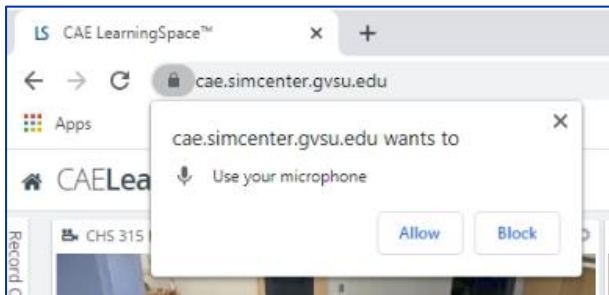 LS CAE LearningSpace™
cae.simcenter.gvsu.edu
Apps
cae.simcenter.gvsu.edu wants to
Use your microphone
CAELea
Allow Block
CHS 315
Record